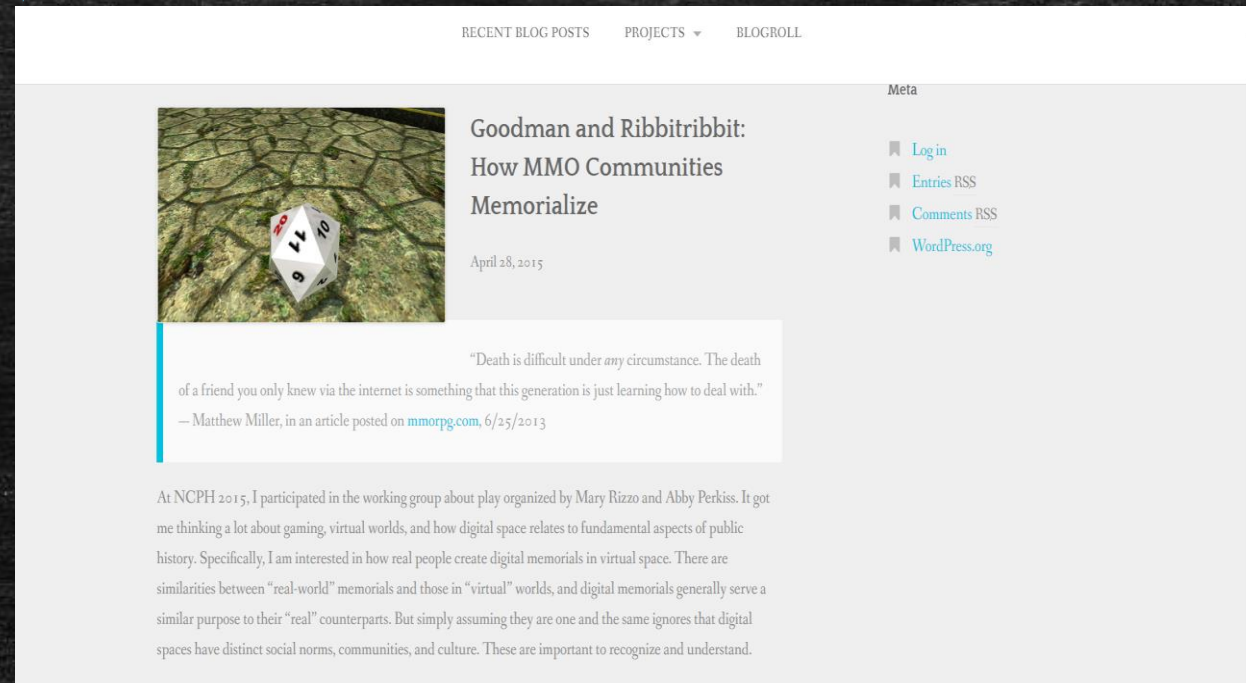 RECENT BLOG POSTS PROJECTS BLOGROLL
20
11
10
6
Goodman and Ribbitribbit:
How MMO Communities
Memorialize
April 28, 2015
“Death is difficult under any circumstance. The death
of a friend you only knew via the internet is something that this generation is just learning how to deal with.”
— Matthew Miller, in an article posted on mmorpg.com, 6/25/2013
At NCPH 2015, I participated in the working group about play organized by Mary Rizzo and Abby Perkiss. It got
me thinking a lot about gaming, virtual worlds, and how digital space relates to fundamental aspects of public
history. Specifically, I am interested in how real people create digital memorials in virtual space. There are
similarities between “real-world” memorials and those in “virtual” worlds, and digital memorials generally serve a
similar purpose to their “real” counterparts. But simply assuming they are one and the same ignores that digital
spaces have distinct social norms, communities, and culture. These are important to recognize and understand.
Meta
Log in
Entries RSS
Comments RSS
WordPress.org